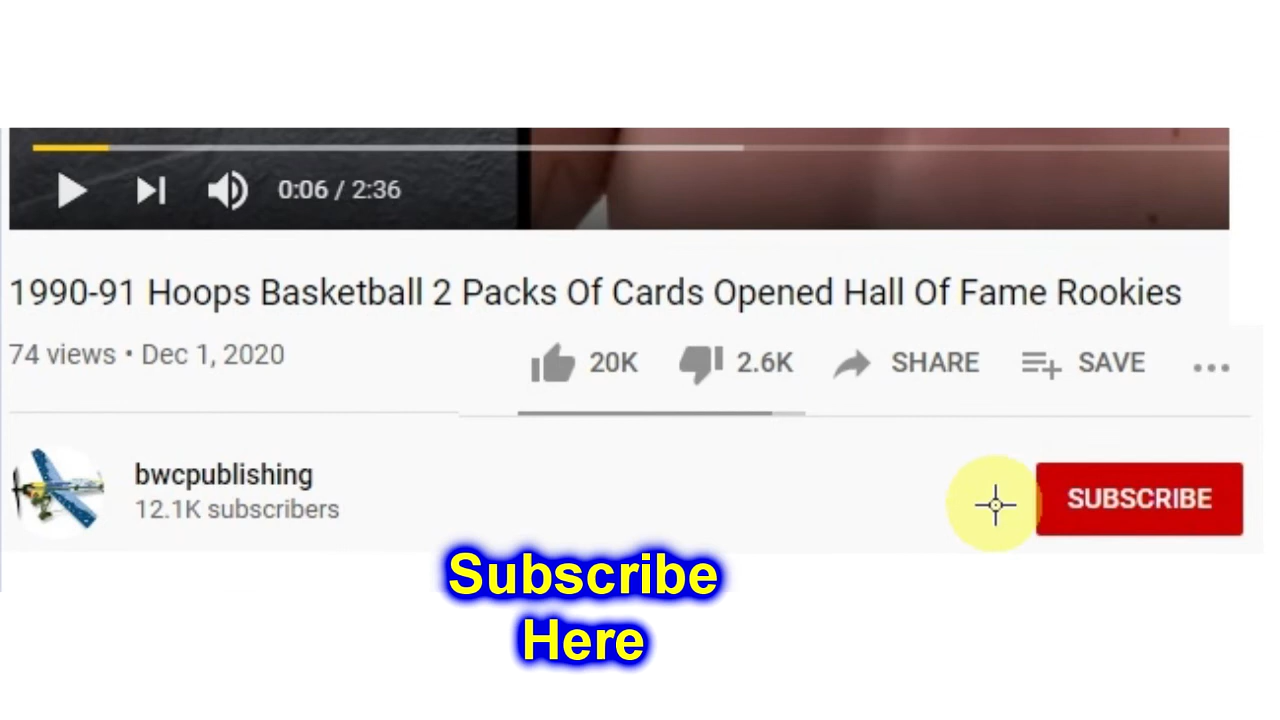 0:06 / 2:36
1990-91 Hoops Basketball 2 Packs Of Cards Opened Hall Of Fame Rookies
74 views • Dec 1, 2020
20K
2.6K
SHARE
SAVE
bwcpublishing
12.1K subscribers
SUBSCRIBE
Subscribe
Here